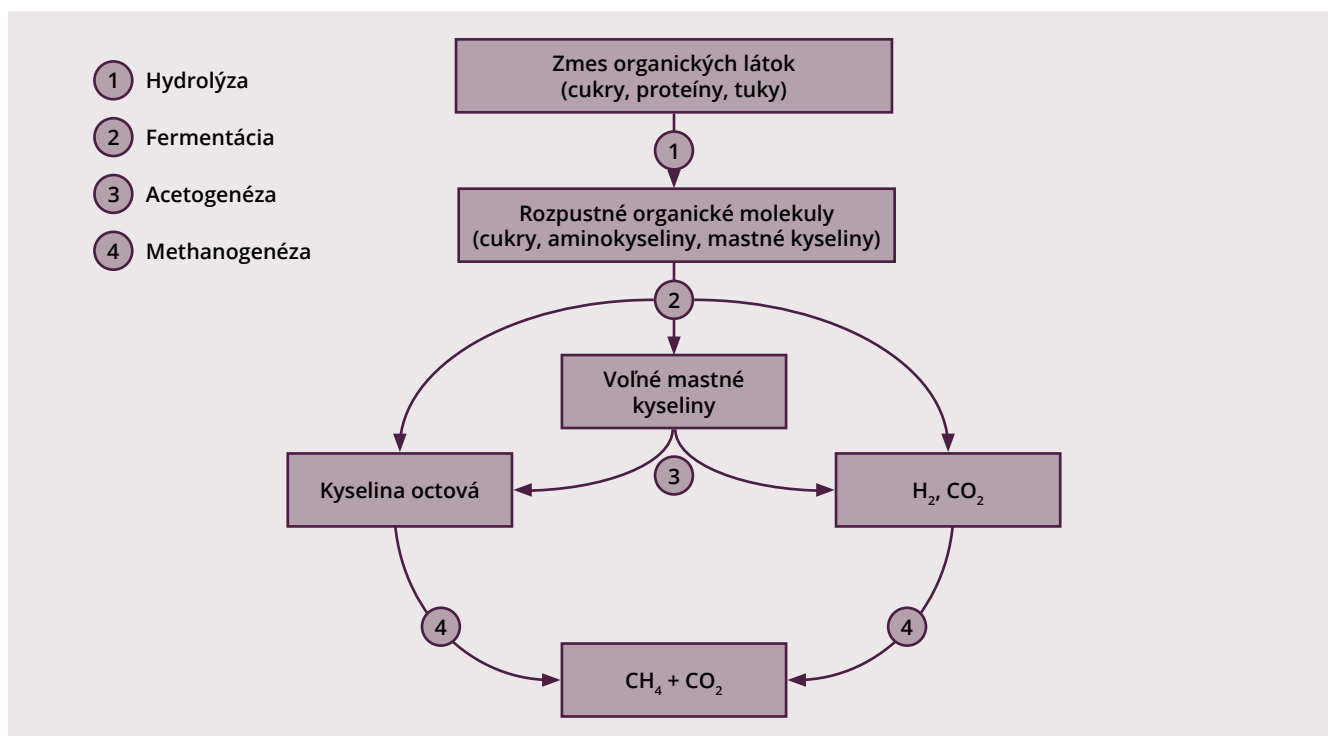 1 Hydrolýza
2 Fermentácia
3 Acetogenéza
4 Methanogenéza
Zmes organických látok
(cukry, proteíny, tuky)
1
Rozpustné organické molekuly
(cukry, aminokyseliny, mastné kyseliny)
2
Voľné mastné
kyseliny
3
Kyselina octová
H₂, CO₂
4
4
CH₄ + CO₂